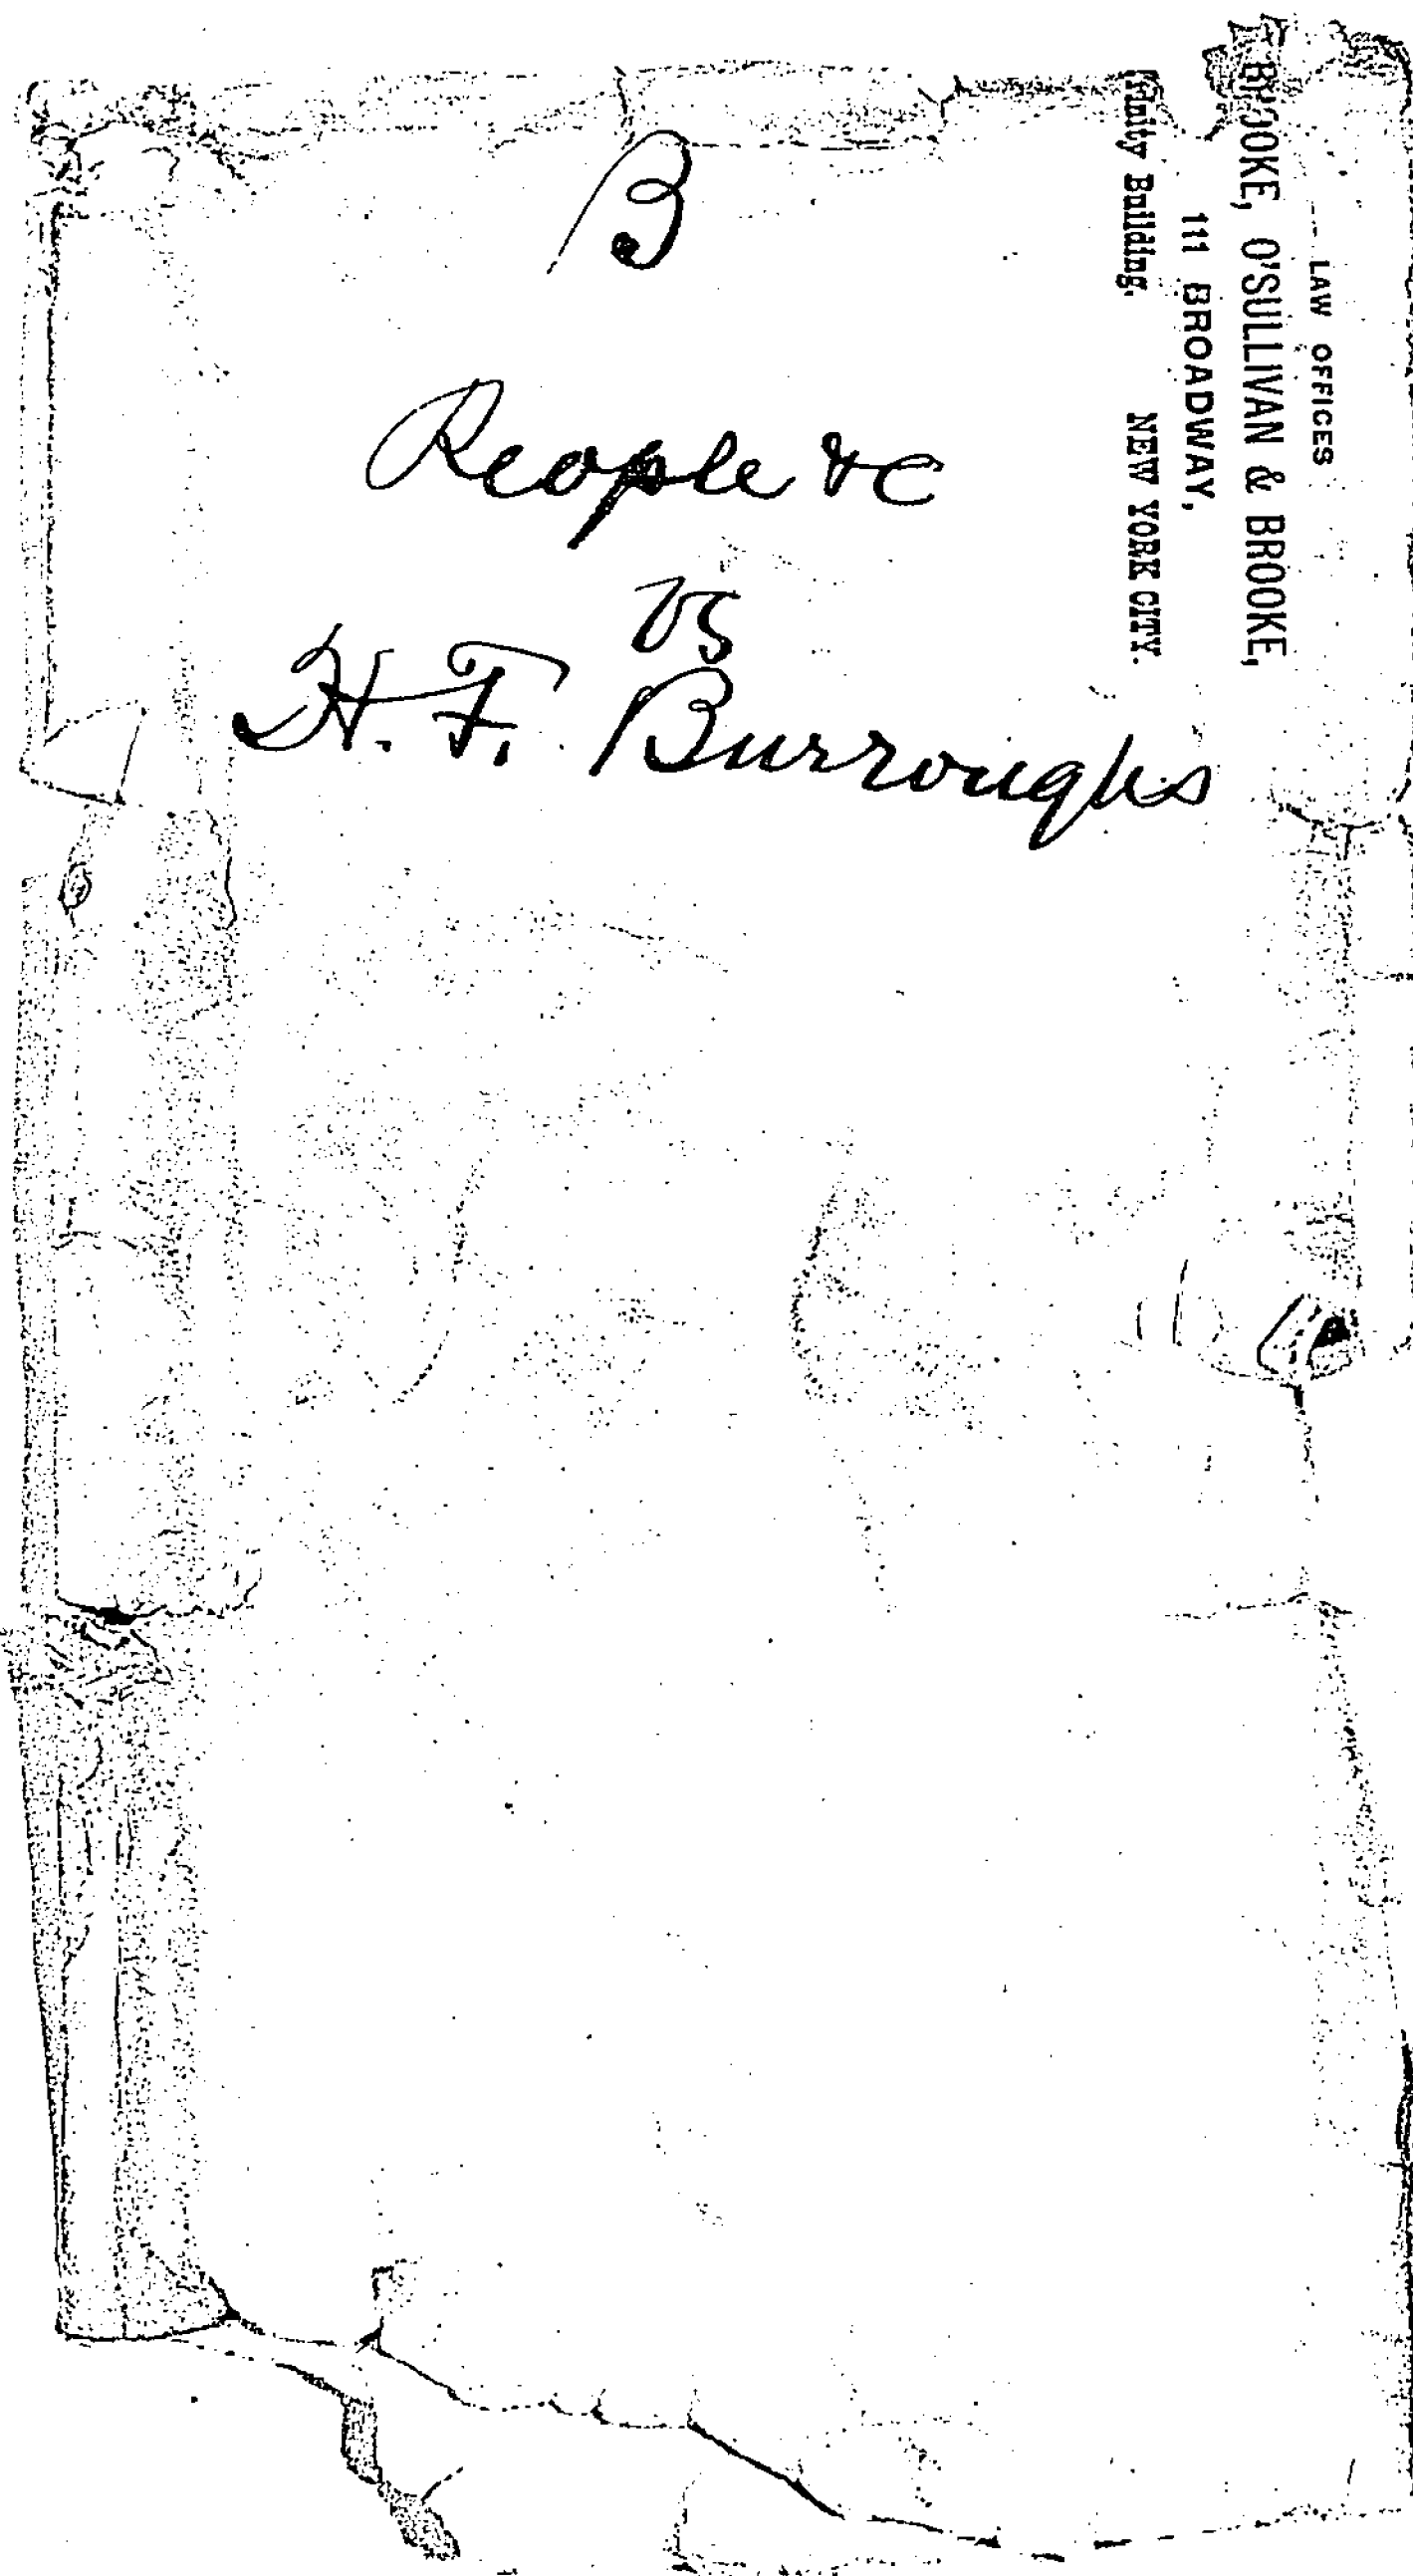 LAW OFFICES
BROOKE, O'SULLIVAN & BROOKE,
111 BROADWAY,
Trinity Building. NEW YORK CITY.
B
People &c
vs
H. F. Burroughs